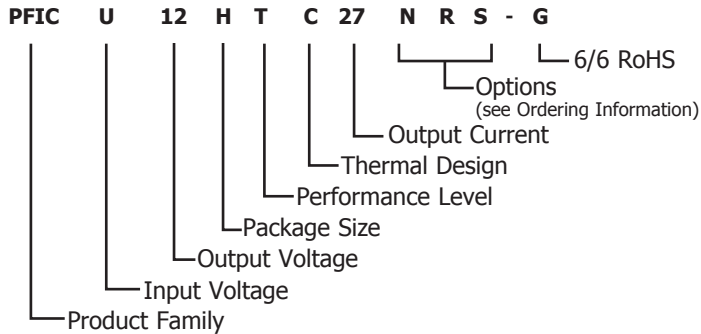 PFIC U 12 H T C 27 N R S - G
6/6 RoHS
Options
(see Ordering Information)
Output Current
Thermal Design
Performance Level
Package Size
Output Voltage
Input Voltage
Product Family